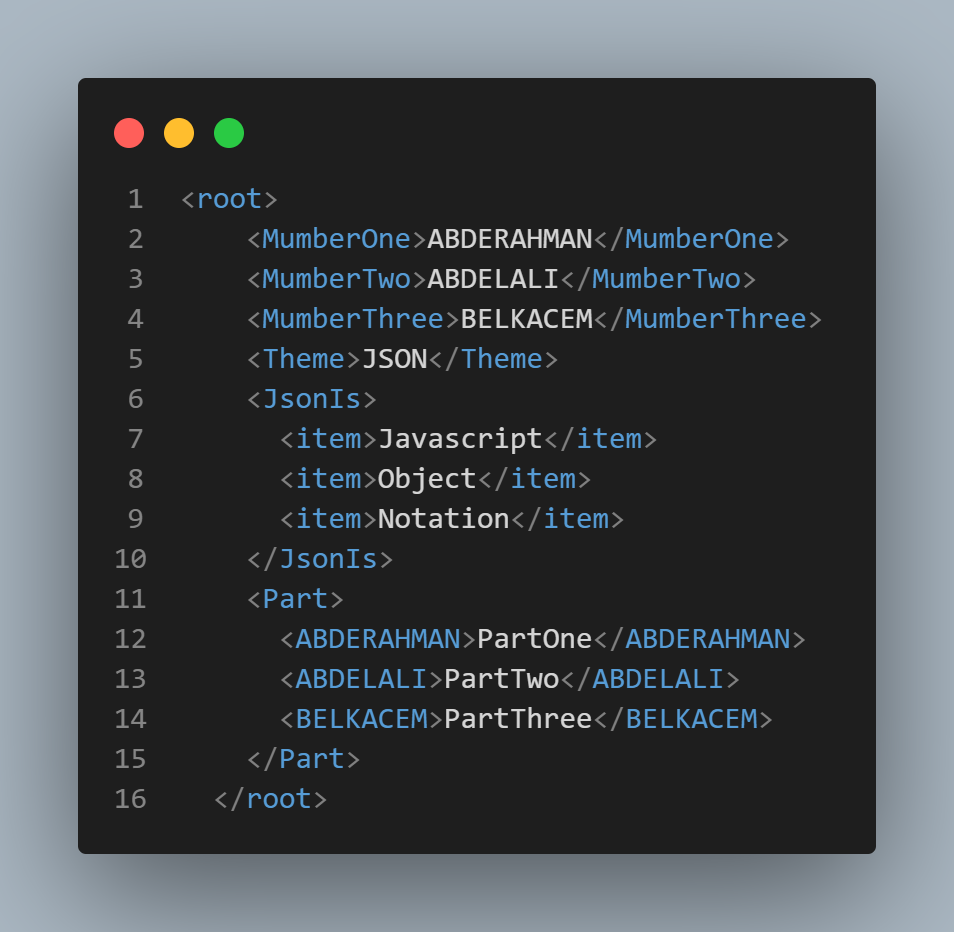 1 <root>
2 <MumberOne>ABDERAHMAN</MumberOne>
3 <MumberTwo>ABDELALI</MumberTwo>
4 <MumberThree>BELKACEM</MumberThree>
5 <Theme>JSON</Theme>
6 <JsonIs>
7 <item>Javascript</item>
8 <item>Object</item>
9 <item>Notation</item>
10 </JsonIs>
11 <Part>
12 <ABDERAHMAN>PartOne</ABDERAHMAN>
13 <ABDELALI>PartTwo</ABDELALI>
14 <BELKACEM>PartThree</BELKACEM>
15 </Part>
16 </root>